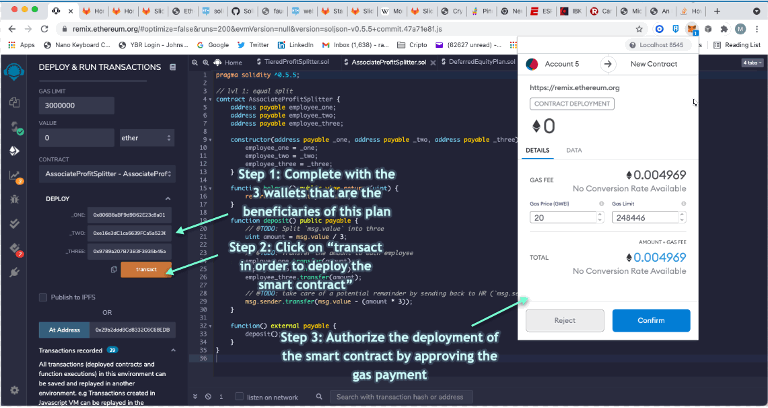 remix.ethereum.org/#optimize=false&runs=200&evmVersion=null&version=soljson-v0.5.5+commit.47a71e8f.js
Nano Keyboard C...
YBR Login - Johns...
Google
Twitter
LinkedIn
Inbox (1,638) - ra...
Cripto
(82627 unread) -...
Reading List
DEPLOY & RUN TRANSACTIONS
Home
TieredProfitSplitter.sol
AssociateProfitSplitter.sol
DeferredEquityPlan.sol
4 tabs
GAS LIMIT
3000000
VALUE
0
ether
CONTRACT
AssociateProfitSplitter - AssociateProf
DEPLOY
_ONE:
_TWO:
_THREE:
transact
Publish to IPFS
OR
At Address
Transactions recorded
All transactions (deployed contracts and
function executions) in this environment
can be saved and replayed in another
environment. e.g Transactions created in
Javascript VM can be replayed in the
pragma solidity ^0.5.5;
// lvl 1: equal split
contract AssociateProfitSplitter {
address payable employee_one;
address payable employee_two;
address payable employee_three;
constructor(address payable _one, address payable _two, address payable _three)
employee_one = _one;
employee_two = _two;
employee_three = _three;
function deposit() public payable {
// @TODO: Split `msg.value` into three
uint amount = msg.value / 3;
employee_three.transfer(amount);
// @TODO: take care of a potential remainder by sending back to HR (`msg.se
msg.sender.transfer(msg.value - (amount * 3));
}
function() external payable {
deposit();
}
}
Step 1: Complete with the
3 wallets that are the
beneficiaries of this plan
Step 2: Click on “transact
in order to deploy the
smart contract”
Step 3: Authorize the deployment of
the smart contract by approving the
gas payment
listen on network
Search with transaction hash or address
Localhost 8545
Account 5
New Contract
https://remix.ethereum.org
CONTRACT DEPLOYMENT
0
DETAILS
DATA
GAS FEE
0.004969
No Conversion Rate Available
Gas Price (GWEI)
Gas Limit
20
248446
AMOUNT + GAS FEE
TOTAL
0.004969
No Conversion Rate Available
Reject
Confirm